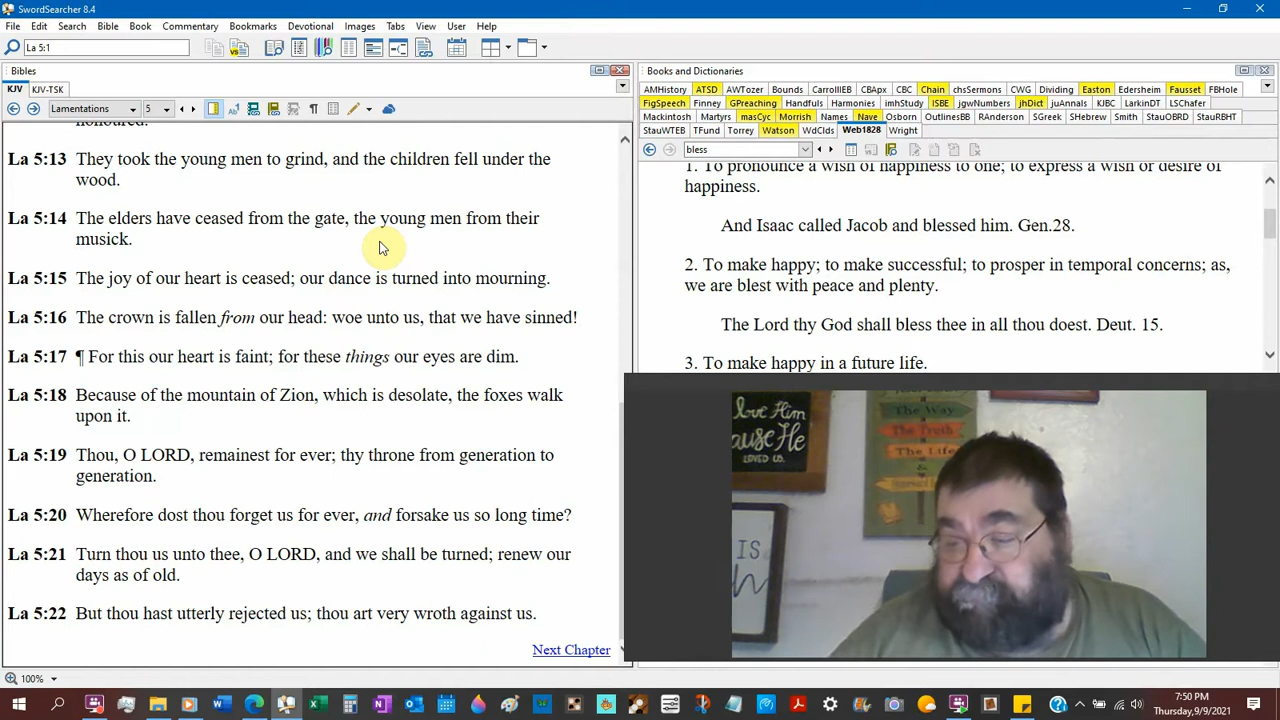 SwordSearcher 8.4
File Edit Search Bible Book Commentary Bookmarks Devotional Images Tabs View User Help
La 5:1
Bibles
KJV KJV-TSK
Lamentations 5
honoured.
La 5:13 They took the young men to grind, and the children fell under the
wood.
La 5:14 The elders have ceased from the gate, the young men from their
musick.
La 5:15 The joy of our heart is ceased; our dance is turned into mourning.
La 5:16 The crown is fallen from our head: woe unto us, that we have sinned!
La 5:17 ¶ For this our heart is faint; for these things our eyes are dim.
La 5:18 Because of the mountain of Zion, which is desolate, the foxes walk
upon it.
La 5:19 Thou, O LORD, remainest for ever; thy throne from generation to
generation.
La 5:20 Wherefore dost thou forget us for ever, and forsake us so long time?
La 5:21 Turn thou us unto thee, O LORD, and we shall be turned; renew our
days as of old.
La 5:22 But thou hast utterly rejected us; thou art very wroth against us.
Next Chapter
100%
Books and Dictionaries
AMHistory ATSD AWTozer Bounds CarrollIEB CBApx CBC Chain chsSermons CWG Dividing Easton Edersheim Fausset FBHole
FigSpeech Finney GPreaching Handfuls Harmonies imhStudy ISBE jgwNumbers jhDict juAnnals KJBC LarkinDT LSChafer
Mackintosh Martyrs masCyc Morrish Names Nave Osborn OutlinesBB RAnderson SGreek SHebrew Smith StauOBRD StauRBHT
StauWTEB TFund Torrey Watson WdClds Web1828 Wright
bless
1. To pronounce a wish of happiness to one; to express a wish or desire of
happiness.
And Isaac called Jacob and blessed him. Gen.28.
2. To make happy; to make successful; to prosper in temporal concerns; as,
we are blest with peace and plenty.
The Lord thy God shall bless thee in all thou doest. Deut. 15.
3. To make happy in a future life.
love Him
ause He
LOVED US.
The Way
The Truth
The Life
IS
7:50 PM
Thursday,9/9/2021